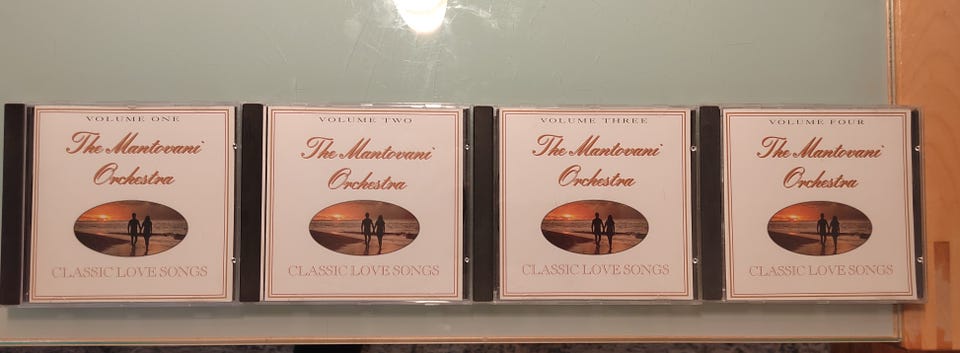 VOLUME ONE
The Mantovani
Orchestra
CLASSIC LOVE SONGS
VOLUME TWO
The Mantovani
Orchestra
CLASSIC LOVE SONGS
VOLUME THREE
The Mantovani
Orchestra
CLASSIC LOVE SONGS
VOLUME FOUR
The Mantovani
Orchestra
CLASSIC LOVE SONGS